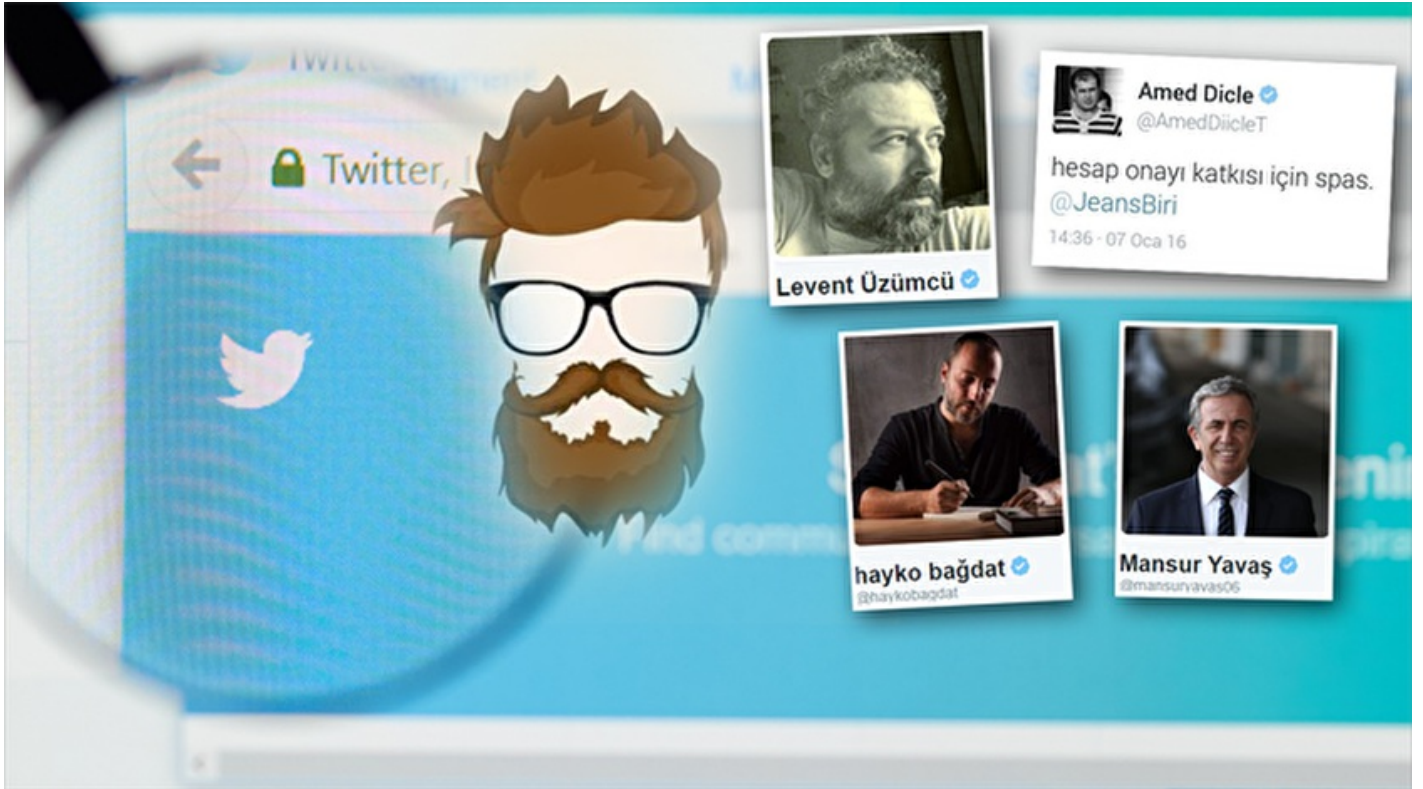 Twitter,
Levent Üzümcü
Amed Dicle
@AmedDiicleT
hesap onayı katkısı için spas.
@JeansBiri
14:36 - 07 Oca 16
hayko bağdat
@haykobagdat
Mansur Yavaş
@mansuryavas06
Find